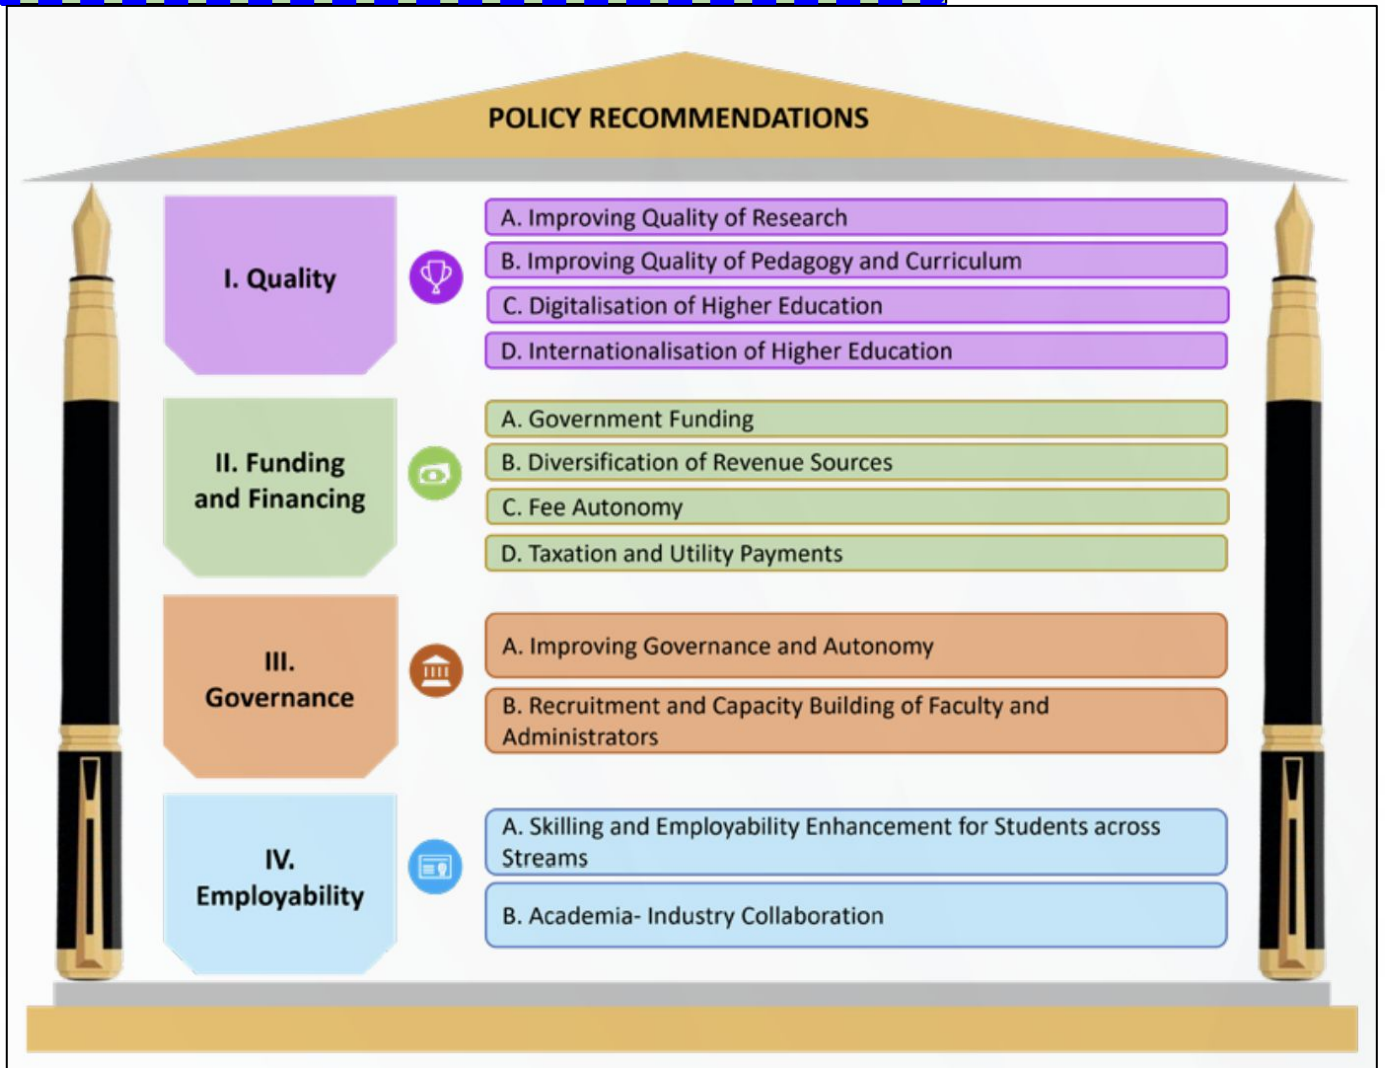 POLICY RECOMMENDATIONS
I. Quality
A. Improving Quality of Research
B. Improving Quality of Pedagogy and Curriculum
C. Digitalisation of Higher Education
D. Internationalisation of Higher Education
II. Funding
and Financing
A. Government Funding
B. Diversification of Revenue Sources
C. Fee Autonomy
D. Taxation and Utility Payments
III.
Governance
A. Improving Governance and Autonomy
B. Recruitment and Capacity Building of Faculty and
Administrators
IV.
Employability
A. Skilling and Employability Enhancement for Students across
Streams
B. Academia- Industry Collaboration